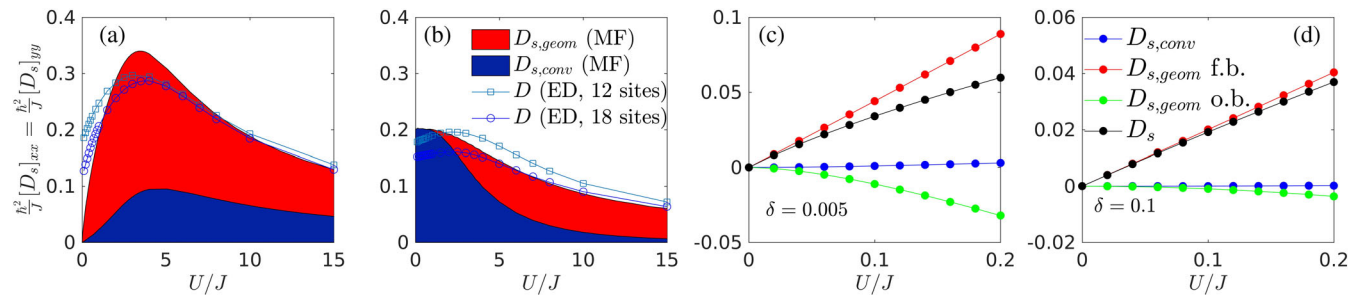 (a)
ħ²/J [D_s]_xx = ħ²/J [D_s]_yy
0.4
0.3
0.2
0.1
0
0 5 10 15
U/J
(b)
D_{s,geom} (MF)
D_{s,conv} (MF)
D (ED, 12 sites)
D (ED, 18 sites)
0.4
0.3
0.2
0.1
0
0 5 10 15
U/J
(c)
0.1
0.05
0
-0.05
δ = 0.005
0 0.1 0.2
U/J
(d)
D_{s,conv}
D_{s,geom} f.b.
D_{s,geom} o.b.
D_s
0.06
0.04
0.02
0
-0.02
δ = 0.1
0 0.1 0.2
U/J